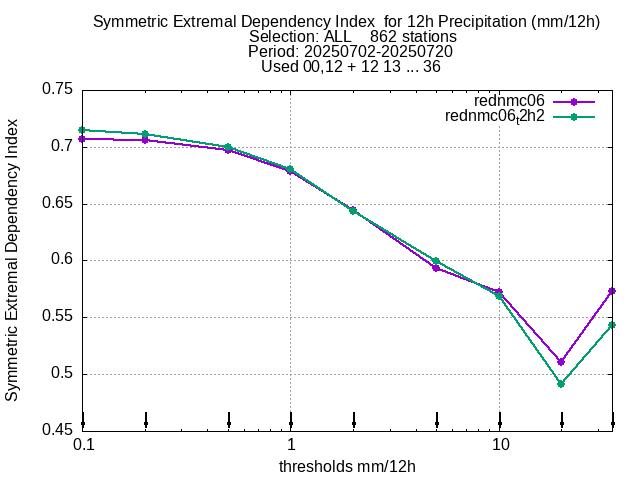 Symmetric Extremal Dependency Index  for 12h Precipitation (mm/12h)
Selection: ALL    862 stations
Period: 20250702-20250720
Used 00,12 + 12 13 ... 36
rednmc06
rednmc06_t2h2
0.75
0.7
0.65
0.6
0.55
0.5
0.45
0.1 1 10
Symmetric Extremal Dependency Index
thresholds mm/12h